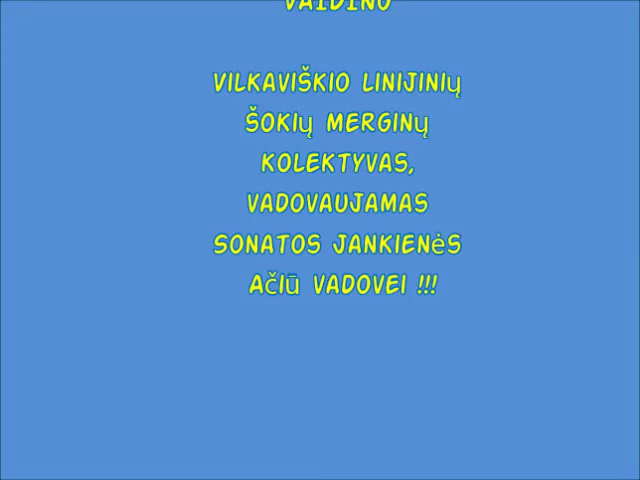 VAIDINO
VILKAVIŠKIO LINIJINIŲ
ŠOKIŲ MERGINŲ
KOLEKTYVAS,
VADOVAUJAMAS
SONATOS JANKIENĖS
AČIŪ VADOVEI !!!